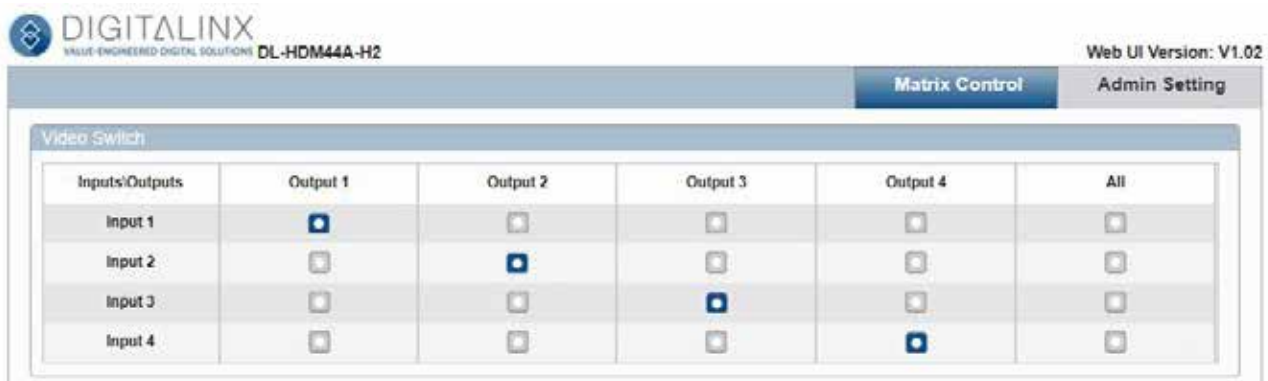 DIGITALINX
VALUE-ENGINEERED DIGITAL SOLUTIONS DL-HDM44A-H2
Web UI Version: V1.02
Matrix Control Admin Setting
Video Switch
Inputs\Outputs Output 1 Output 2 Output 3 Output 4 All
Input 1
Input 2
Input 3
Input 4